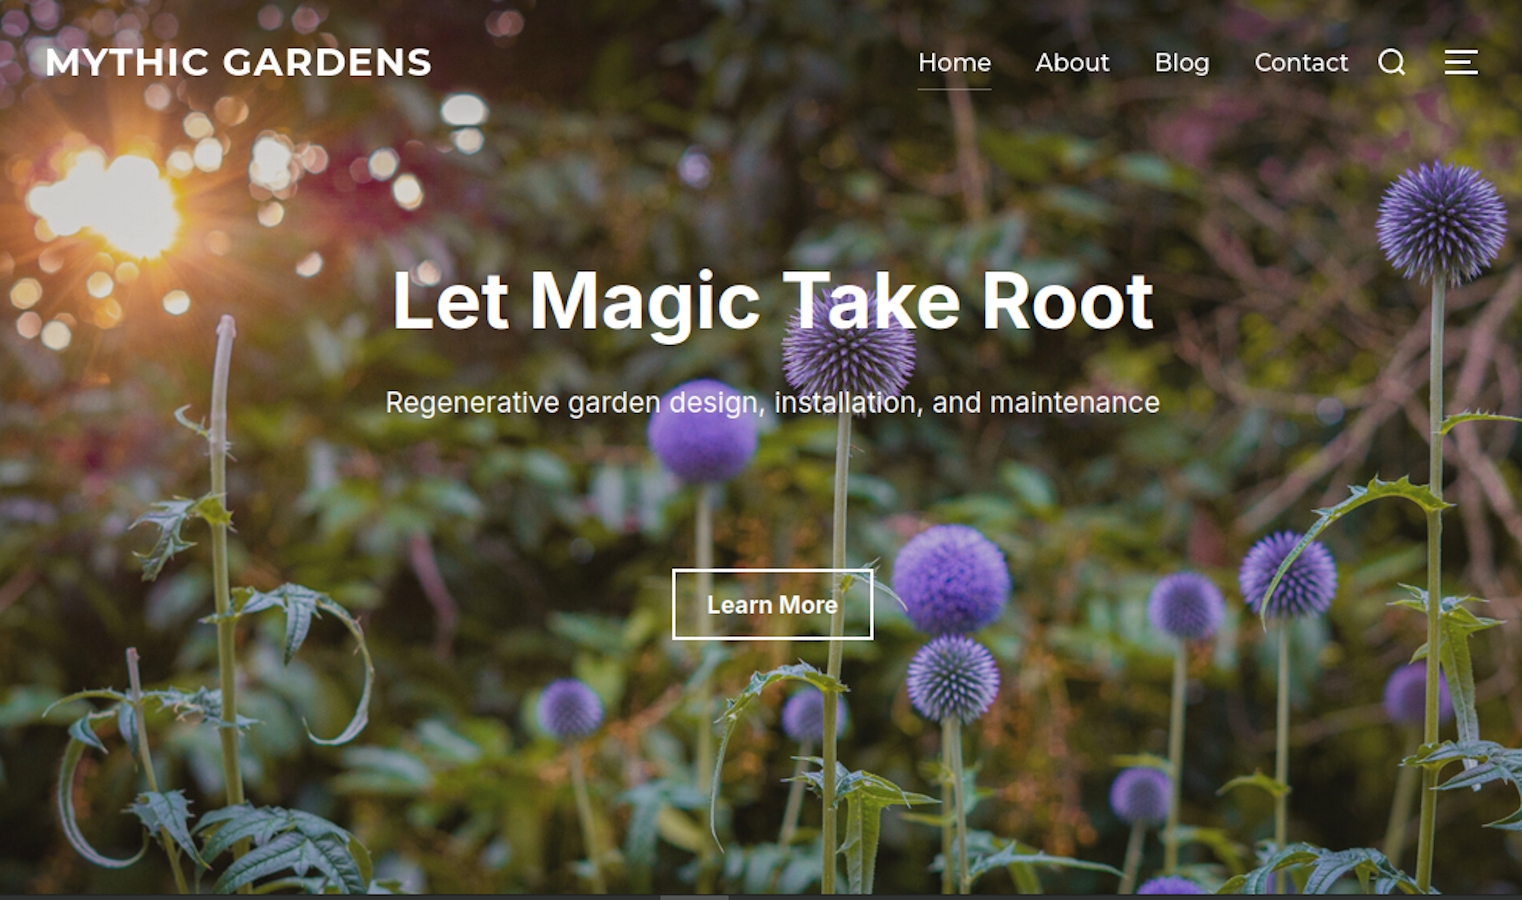 MYTHIC GARDENS
Home About Blog Contact
Let Magic Take Root
Regenerative garden design, installation, and maintenance
Learn More